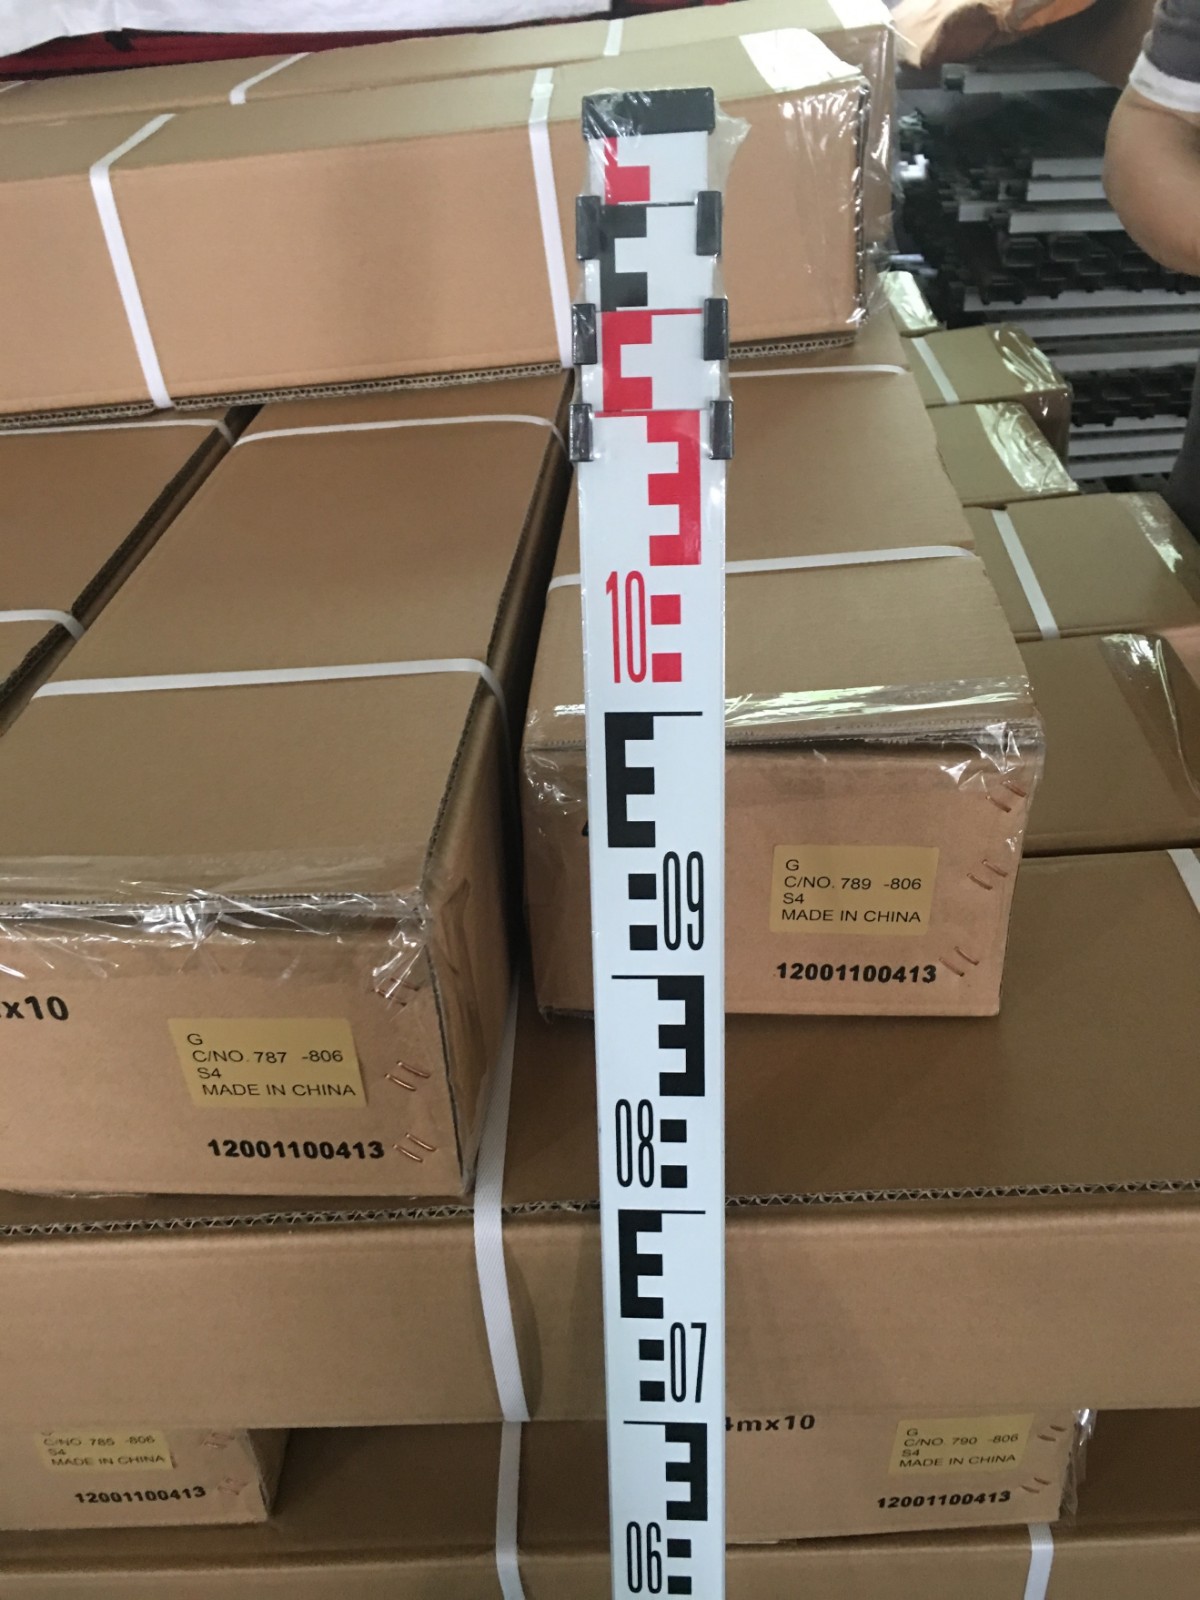 10
09
08
07
06
G
C/NO. 789 -806
S4
MADE IN CHINA
12001100413
x10
G
C/NO. 787 -806
S4
MADE IN CHINA
12001100413
C/NO. 785 -806
S4
MADE IN CHINA
12001100413
4mx10
G
C/NO. 790 -806
S4
MADE IN CHINA
12001100413